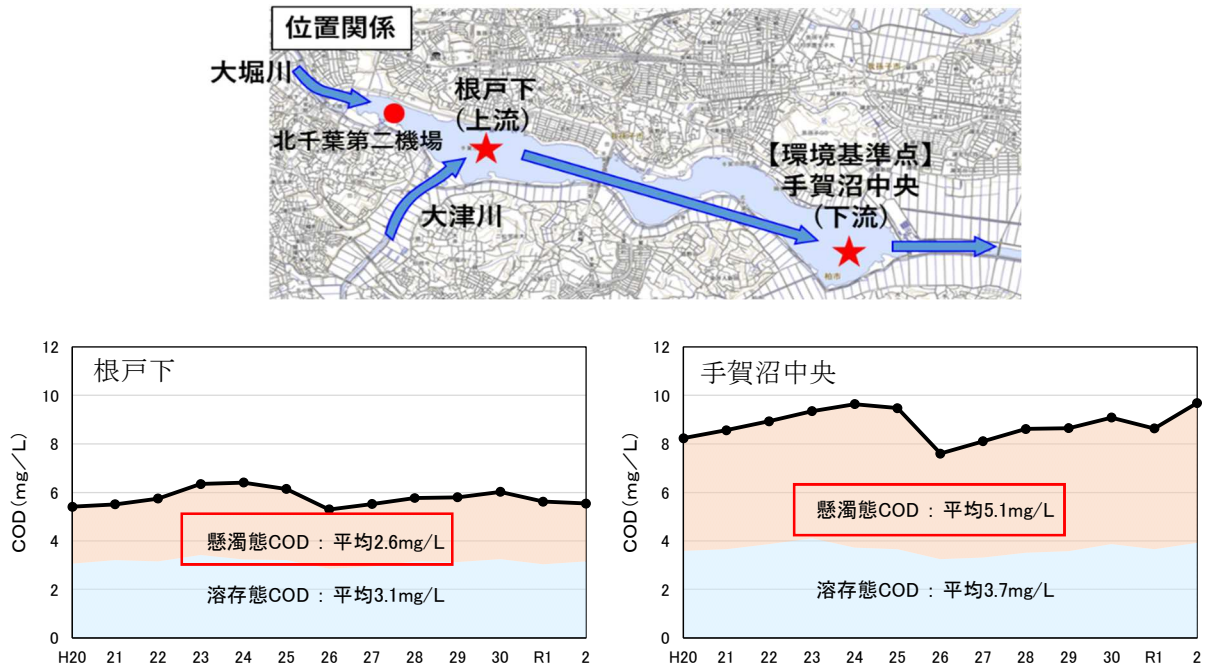 位置関係
大堀川
根戸下
(上流)
北千葉第二機場
【環境基準点】
手賀沼中央
(下流)
大津川
根戸下
COD(mg/L)
12
10
8
6
4
2
0
懸濁態COD : 平均2.6mg/L
溶存態COD : 平均3.1mg/L
H20 21 22 23 24 25 26 27 28 29 30 R1 2
手賀沼中央
COD(mg/L)
12
10
8
6
4
2
0
懸濁態COD : 平均5.1mg/L
溶存態COD : 平均3.7mg/L
H20 21 22 23 24 25 26 27 28 29 30 R1 2